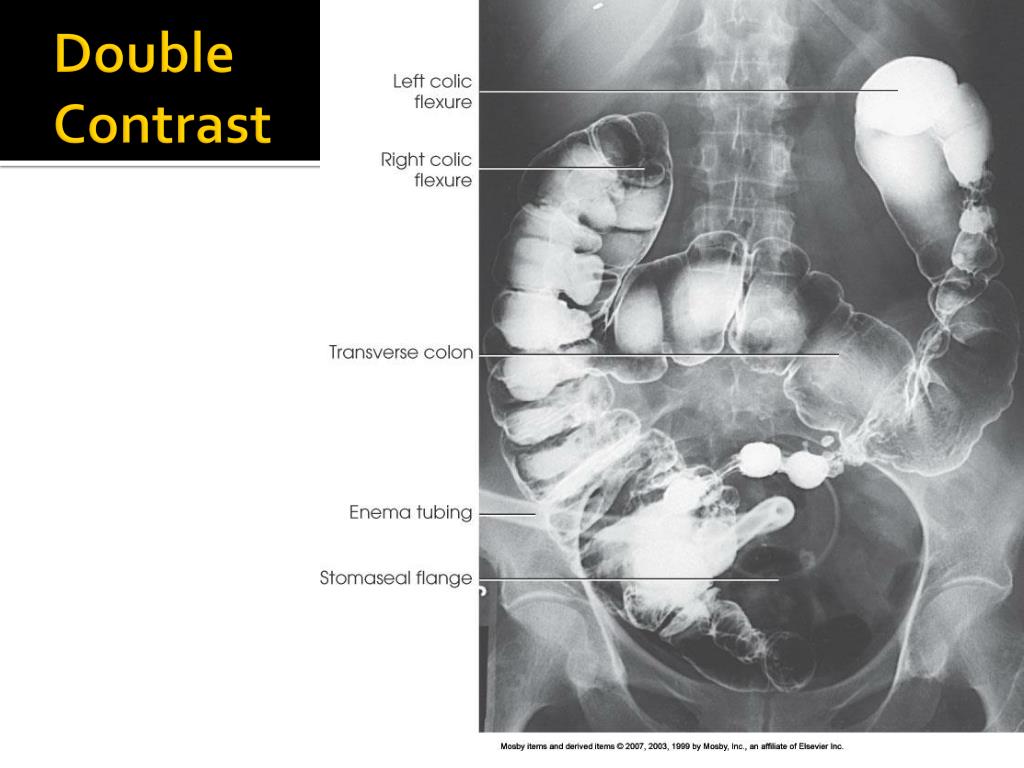 Double
Contrast
Left colic
flexure
Right colic
flexure
Transverse colon
Enema tubing
Stomaseal flange
Mosby items and derived items © 2007, 2003, 1999 by Mosby, Inc., an affiliate of Elsevier Inc.